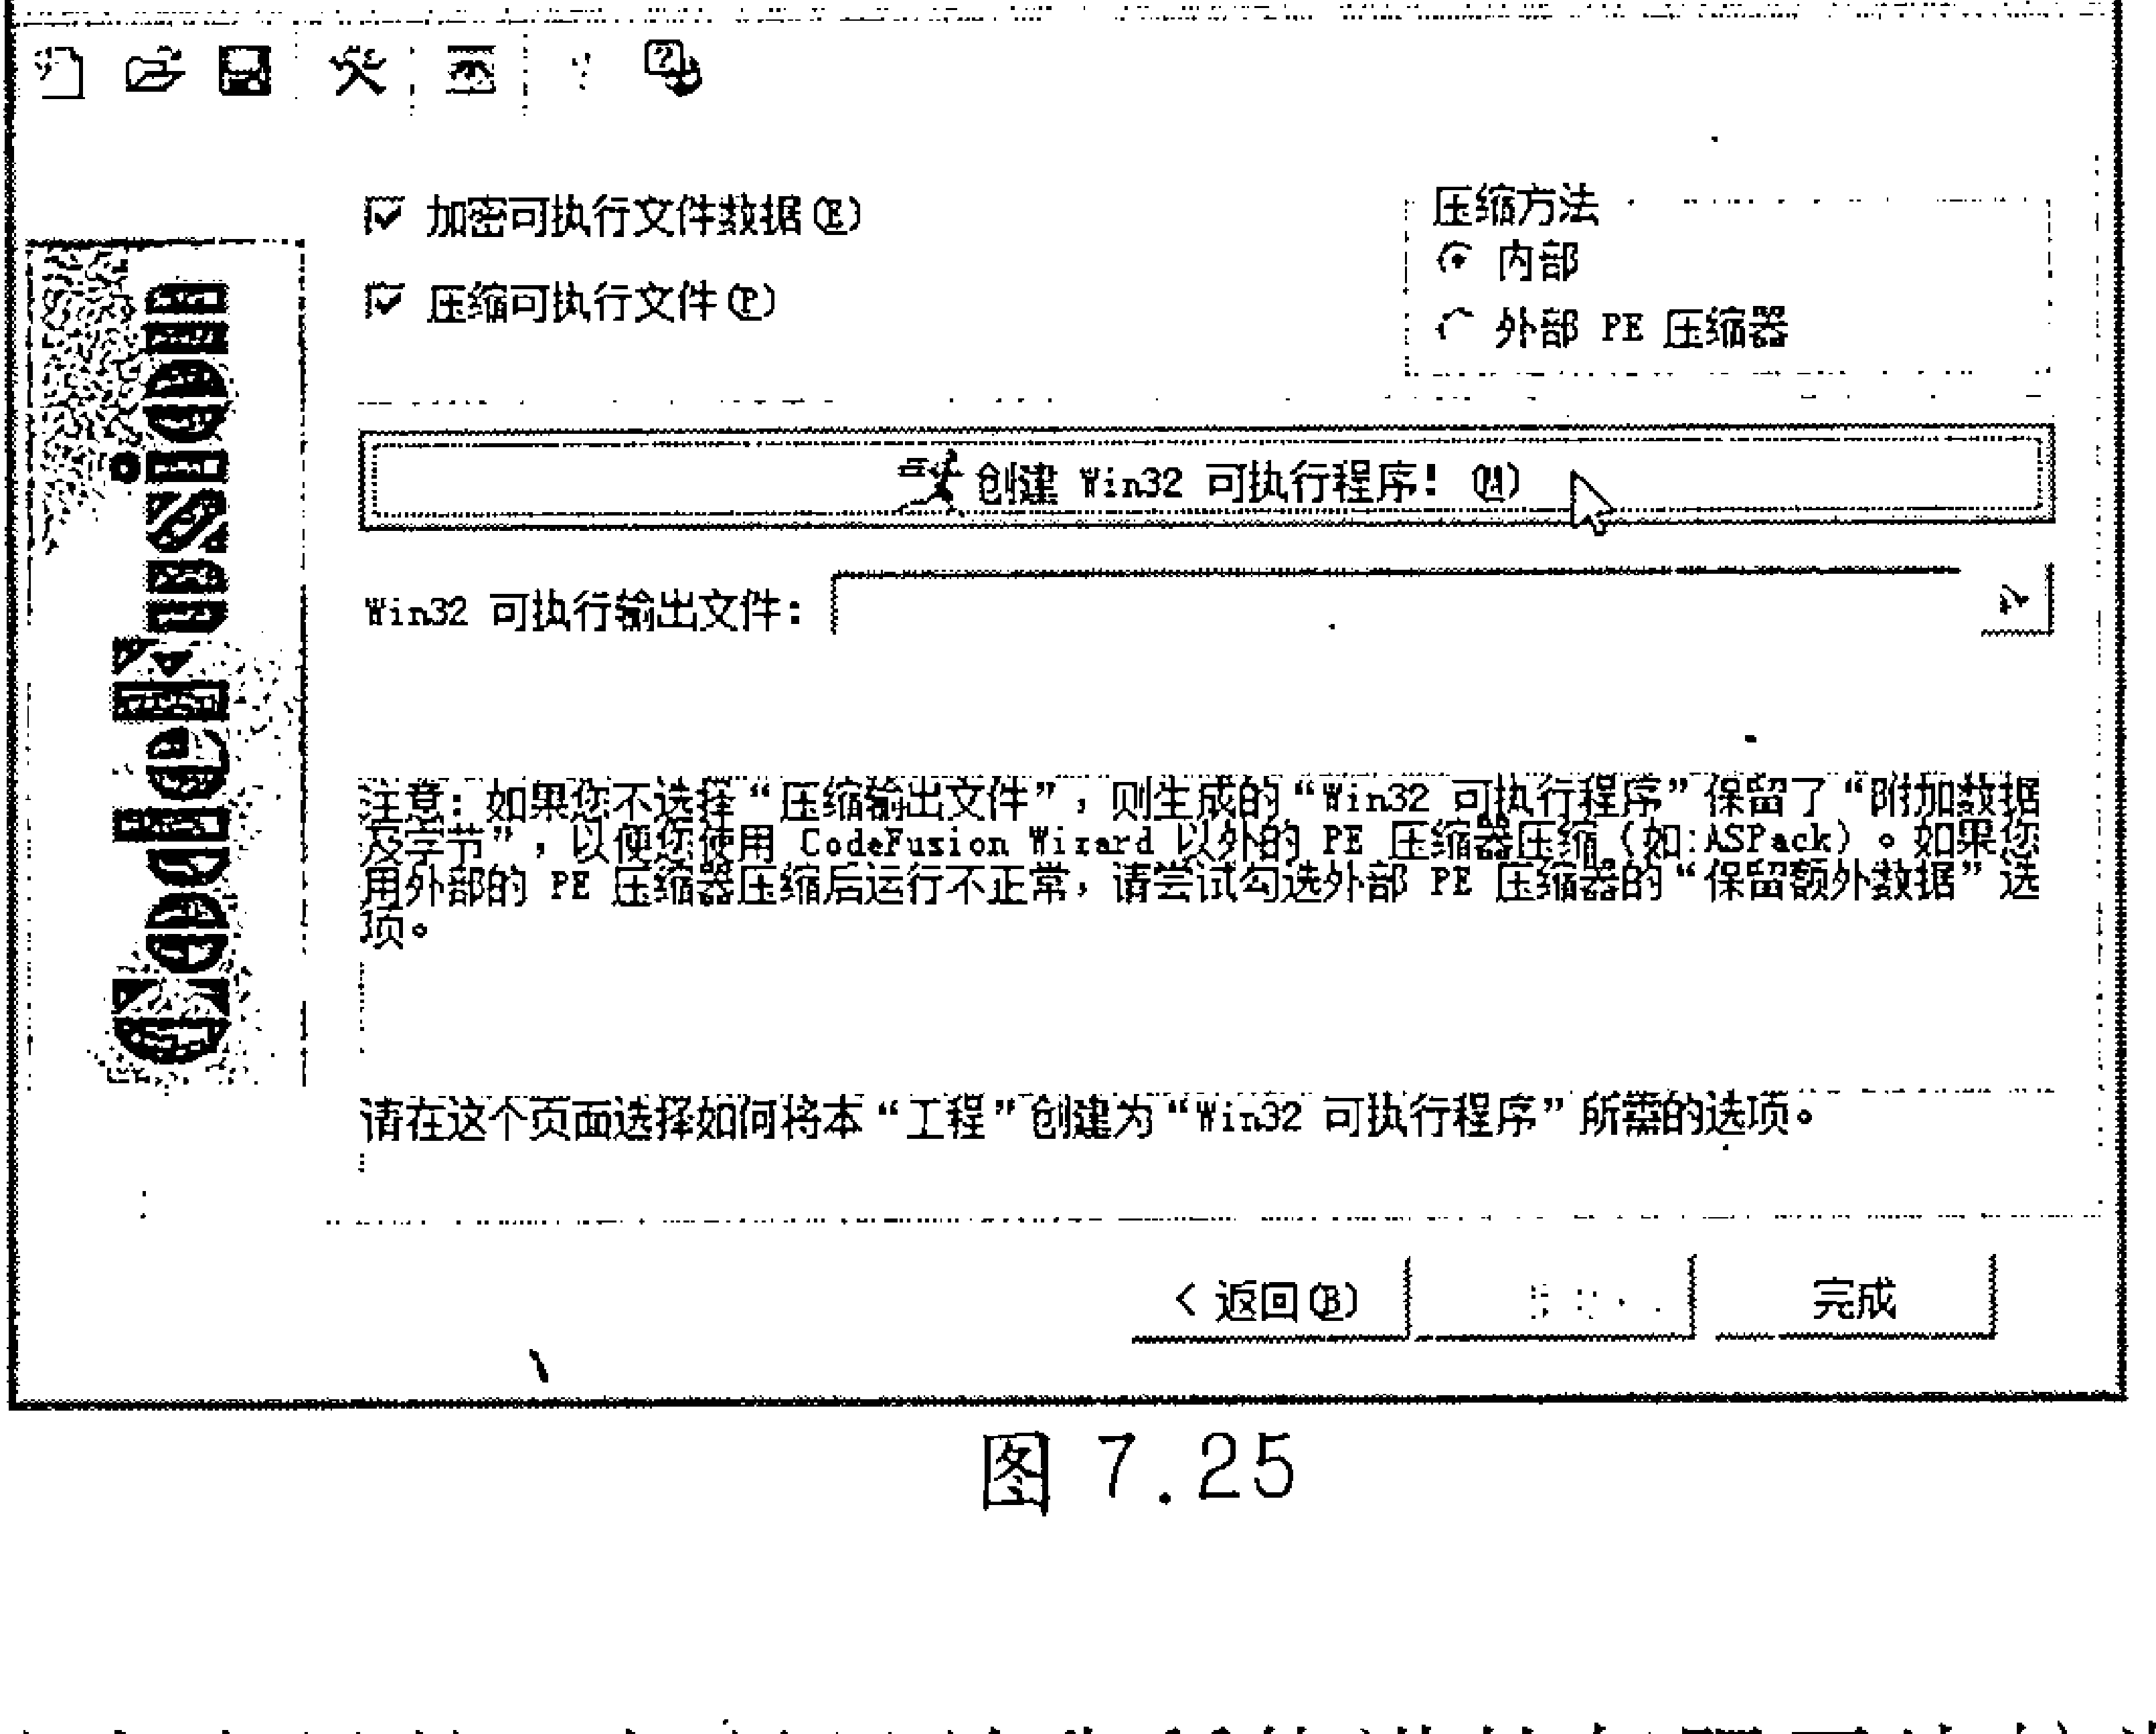 加密可执行文件数据(E)
压缩可执行文件(P)
压缩方法
内部
外部 PE 压缩器
创建 Win32 可执行程序! (M)
Win32 可执行输出文件:
注意: 如果您不选择“压缩输出文件”, 则生成的“Win32 可执行程序”保留了“附加数据
及字节”, 以便您使用 CodeFusion Wizard 以外的 PE 压缩器压缩(如:ASPack)。如果您
用外部的 PE 压缩器压缩后运行不正常, 请尝试勾选外部 PE 压缩器的“保留额外数据”选
项。
请在这个页面选择如何将本“工程”创建为“Win32 可执行程序”所需的选项。
CodeFusion
< 返回(B)
完成
图 7.25